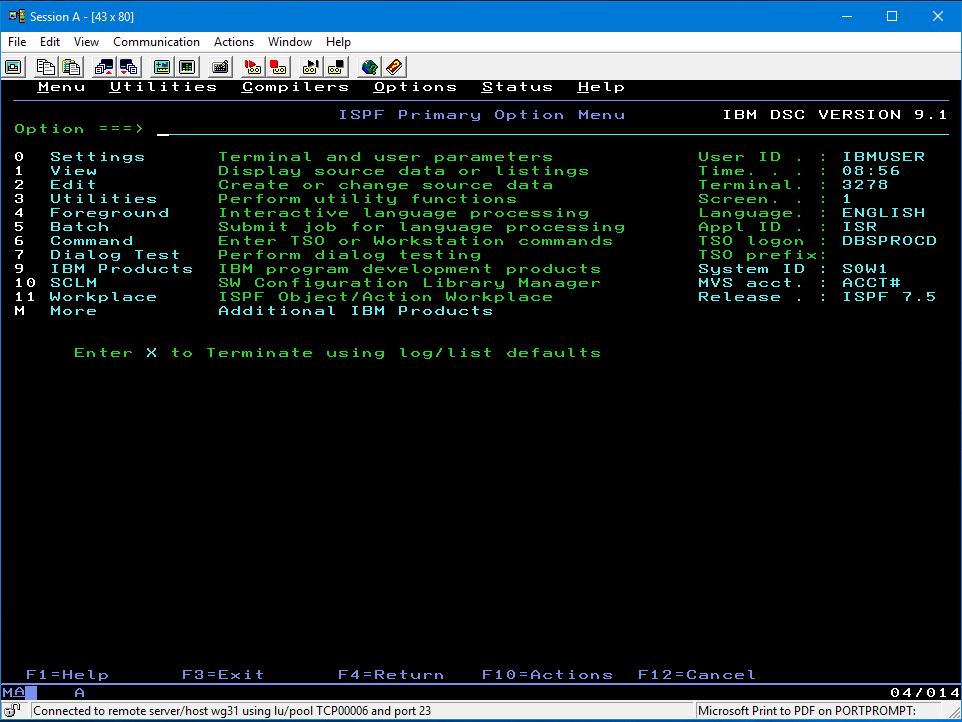 Session A - [43 x 80]
File Edit View Communication Actions Window Help
Menu Utilities Compilers Options Status Help
ISPF Primary Option Menu IBM DSC VERSION 9.1
Option ===>
0 Settings Terminal and user parameters User ID . : IBMUSER
1 View Display source data or listings Time. . . : 08:56
2 Edit Create or change source data Terminal. : 3278
3 Utilities Perform utility functions Screen. . : 1
4 Foreground Interactive language processing Language. : ENGLISH
5 Batch Submit job for language processing Appl ID . : ISR
6 Command Enter TSO or Workstation commands TSO logon : DBSPROCD
7 Dialog Test Perform dialog testing TSO prefix:
9 IBM Products IBM program development products System ID : S0W1
10 SCLM SW Configuration Library Manager MVS acct. : ACCT#
11 Workplace ISPF Object/Action Workplace Release . : ISPF 7.5
M More Additional IBM Products
Enter X to Terminate using log/list defaults
F1=Help F3=Exit F4=Return F10=Actions F12=Cancel
MA A 04/014
Connected to remote server/host wg31 using lu/pool TCP00006 and port 23 Microsoft Print to PDF on PORTPROMPT: